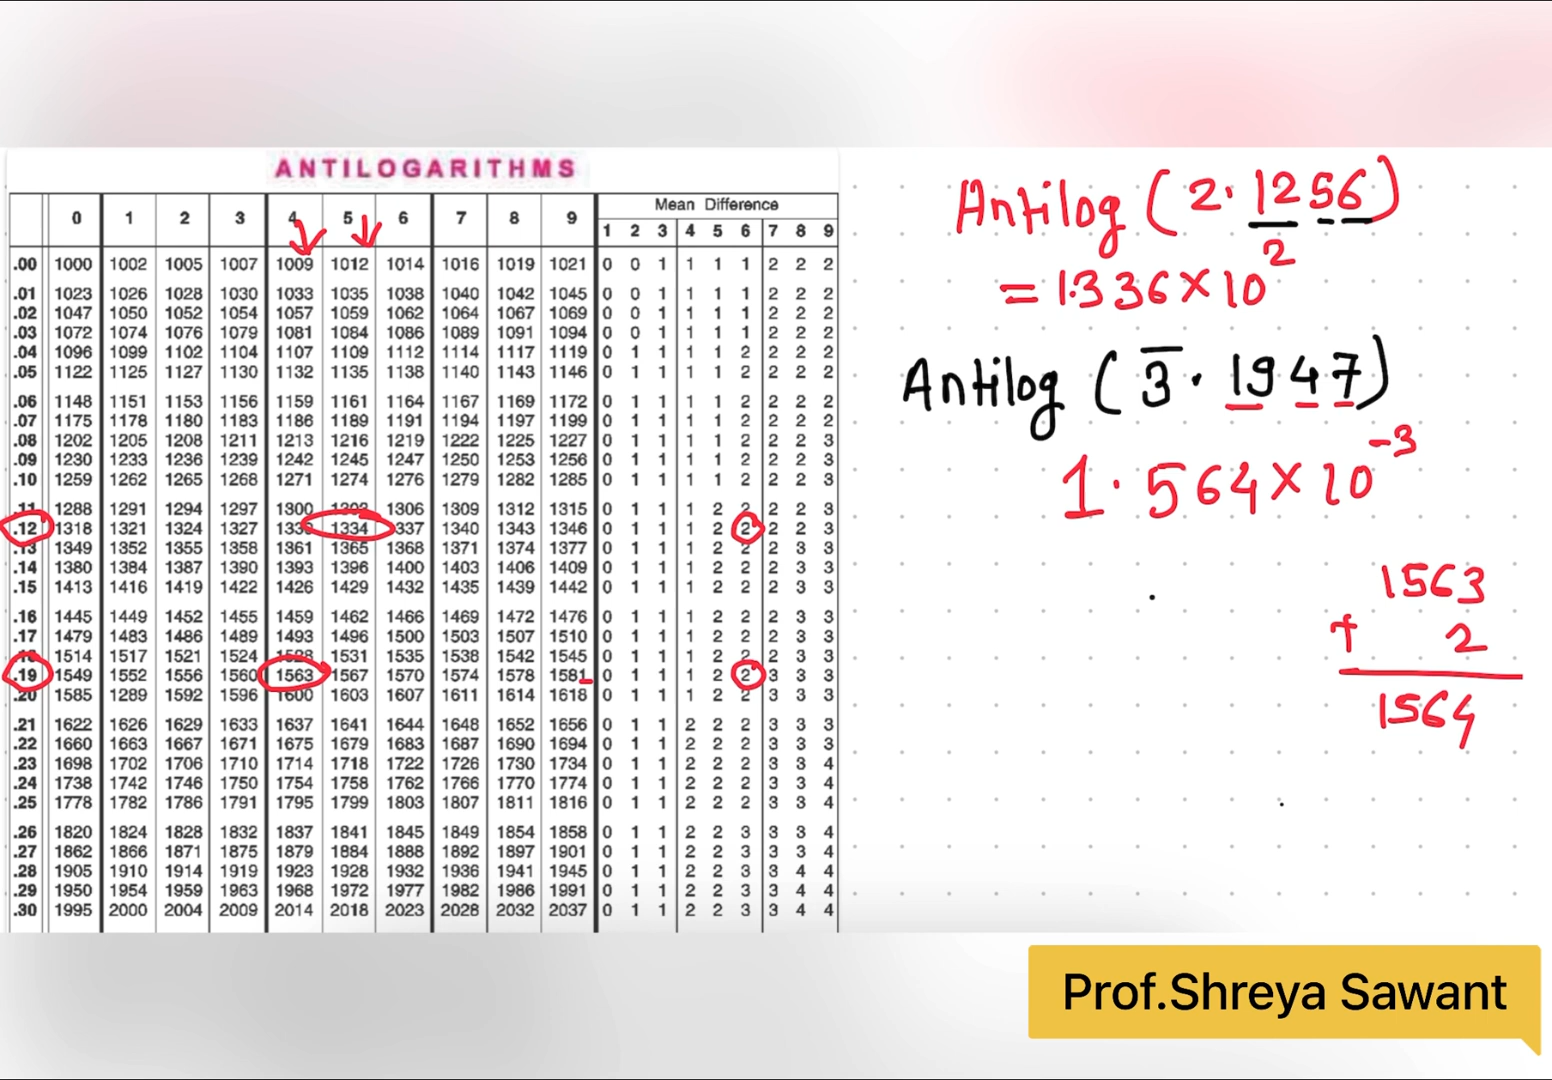 ANTILOGARITHMS
Mean Difference
0 1 2 3 4 5 6 7 8 9 1 2 3 4 5 6 7 8 9
.00 1000 1002 1005 1007 1009 1012 1014 1016 1019 1021 0 0 1 1 1 1 2 2 2
.01 1023 1026 1028 1030 1033 1035 1038 1040 1042 1045 0 0 1 1 1 1 2 2 2
.02 1047 1050 1052 1054 1057 1059 1062 1064 1067 1069 0 0 1 1 1 1 2 2 2
.03 1072 1074 1076 1079 1081 1084 1086 1089 1091 1094 0 0 1 1 1 1 2 2 2
.04 1096 1099 1102 1104 1107 1109 1112 1114 1117 1119 0 1 1 1 1 2 2 2 2
.05 1122 1125 1127 1130 1132 1135 1138 1140 1143 1146 0 1 1 1 1 2 2 2 2
.06 1148 1151 1153 1156 1159 1161 1164 1167 1169 1172 0 1 1 1 1 2 2 2 2
.07 1175 1178 1180 1183 1186 1189 1191 1194 1197 1199 0 1 1 1 1 2 2 2 2
.08 1202 1205 1208 1211 1213 1216 1219 1222 1225 1227 0 1 1 1 1 2 2 2 3
.09 1230 1233 1236 1239 1242 1245 1247 1250 1253 1256 0 1 1 1 1 2 2 2 3
.10 1259 1262 1265 1268 1271 1274 1276 1279 1282 1285 0 1 1 1 1 2 2 2 3
.11 1288 1291 1294 1297 1300 1306 1309 1312 1315 0 1 1 1 2 2 2 2 3
.12 1318 1321 1324 1327 1334 1340 1343 1346 0 1 1 1 2 2 2 2 3
.13 1349 1352 1355 1358 1361 1365 1368 1371 1374 1377 0 1 1 1 2 2 2 3 3
.14 1380 1384 1387 1390 1393 1396 1400 1403 1406 1409 0 1 1 1 2 2 2 3 3
.15 1413 1416 1419 1422 1426 1429 1432 1435 1439 1442 0 1 1 1 2 2 2 3 3
.16 1445 1449 1452 1455 1459 1462 1466 1469 1472 1476 0 1 1 1 2 2 2 3 3
.17 1479 1483 1486 1489 1493 1496 1500 1503 1507 1510 0 1 1 1 2 2 2 3 3
1514 1517 1521 1524 1528 1531 1535 1538 1542 1545 0 1 1 1 2 2 2 3 3
.19 1549 1552 1556 1560 1563 1567 1570 1574 1578 1581 0 1 1 1 2 2 3 3 3
.20 1585 1289 1592 1596 1600 1603 1607 1611 1614 1618 0 1 1 1 2 2 3 3 3
.21 1622 1626 1629 1633 1637 1641 1644 1648 1652 1656 0 1 1 2 2 2 3 3 3
.22 1660 1663 1667 1671 1675 1679 1683 1687 1690 1694 0 1 1 2 2 2 3 3 3
.23 1698 1702 1706 1710 1714 1718 1722 1726 1730 1734 0 1 1 2 2 2 3 3 4
.24 1738 1742 1746 1750 1754 1758 1762 1766 1770 1774 0 1 1 2 2 2 3 3 4
.25 1778 1782 1786 1791 1795 1799 1803 1807 1811 1816 0 1 1 2 2 2 3 3 4
.26 1820 1824 1828 1832 1837 1841 1845 1849 1854 1858 0 1 1 2 2 3 3 3 4
.27 1862 1866 1871 1875 1879 1884 1888 1892 1897 1901 0 1 1 2 2 3 3 3 4
.28 1905 1910 1914 1919 1923 1928 1932 1936 1941 1945 0 1 1 2 2 3 3 4 4
.29 1950 1954 1959 1963 1968 1972 1977 1982 1986 1991 0 1 1 2 2 3 3 4 4
.30 1995 2000 2004 2009 2014 2018 2023 2028 2032 2037 0 1 1 2 2 3 3 4 4
Antilog (2.1256)
= 1.336×10²
Antilog (3̅.1947)
1.564×10⁻³
1563
+ 2
1564
Prof.Shreya Sawant